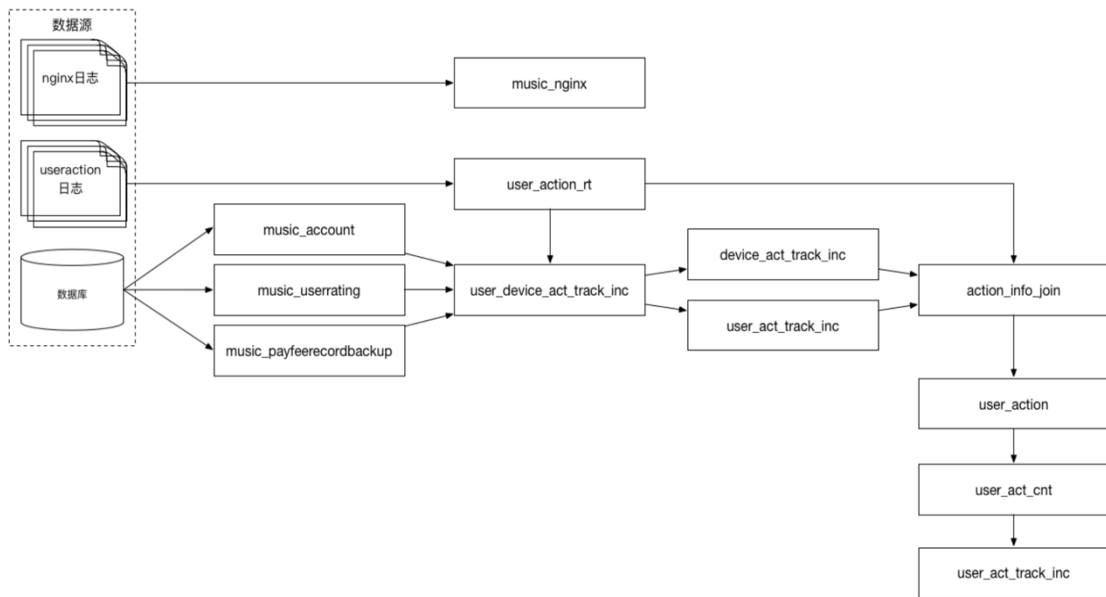 数据源
nginx日志
music_nginx
useraction
日志
user_action_rt
music_account
device_act_track_inc
数据库
music_userrating
user_device_act_track_inc
action_info_join
user_act_track_inc
music_payfeerecordbackup
user_action
user_act_cnt
user_act_track_inc